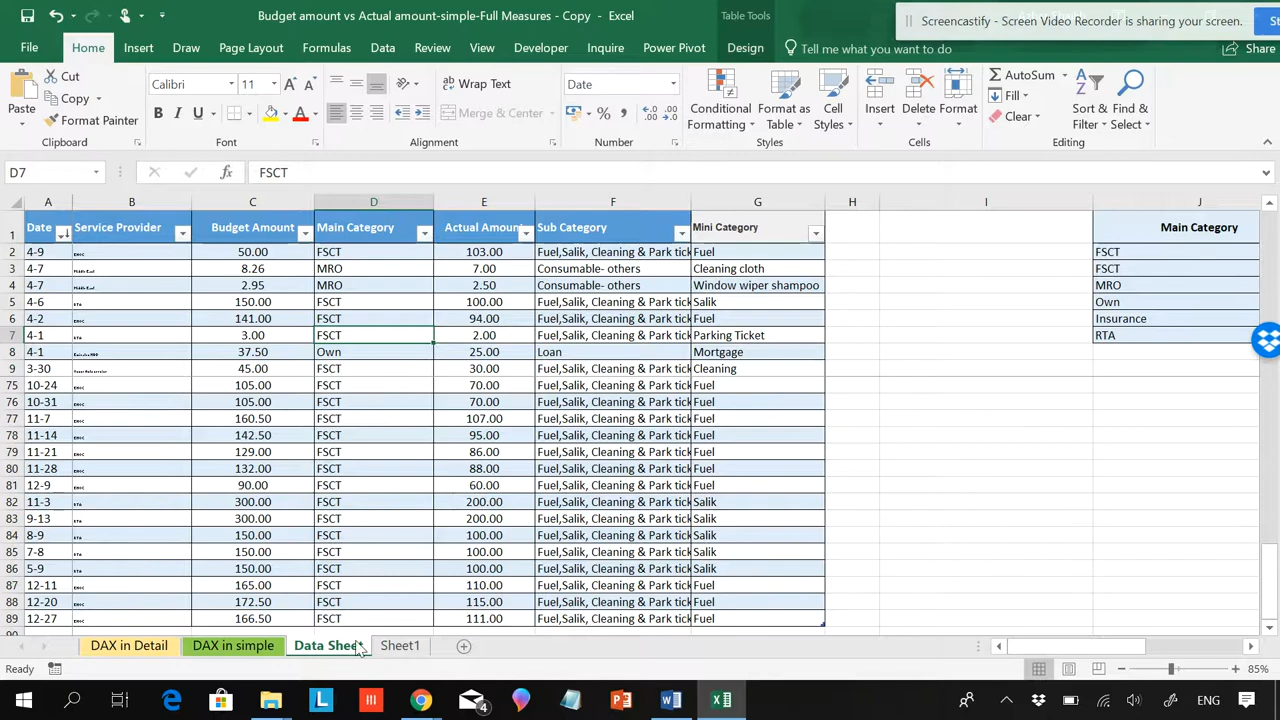 Budget amount vs Actual amount-simple-Full Measures - Copy - Excel
Table Tools
Screencastify - Screen Video Recorder is sharing your screen.
File Home Insert Draw Page Layout Formulas Data Review View Developer Inquire Power Pivot Design Tell me what you want to do Share
Paste Cut Copy Format Painter Clipboard
Calibri 11 B I U Font
Wrap Text Merge & Center Alignment
Date Number
Conditional Formatting Format as Table Cell Styles Styles
Insert Delete Format Cells
AutoSum Fill Clear Sort & Filter Find & Select Editing
D7 fx FSCT
A B C D E F G H I J
1 Date Service Provider Budget Amount Main Category Actual Amoun Sub Category Mini Category Main Category
2 4-9 50.00 FSCT 103.00 Fuel,Salik, Cleaning & Park tick Fuel FSCT
3 4-7 8.26 MRO 7.00 Consumable- others Cleaning cloth FSCT
4 4-7 2.95 MRO 2.50 Consumable- others Window wiper shampoo MRO
5 4-6 150.00 FSCT 100.00 Fuel,Salik, Cleaning & Park tick Salik Own
6 4-2 141.00 FSCT 94.00 Fuel,Salik, Cleaning & Park tick Fuel Insurance
7 4-1 3.00 FSCT 2.00 Fuel,Salik, Cleaning & Park tick Parking Ticket RTA
8 4-1 37.50 Own 25.00 Loan Mortgage
9 3-30 45.00 FSCT 30.00 Fuel,Salik, Cleaning & Park tick Cleaning
75 10-24 105.00 FSCT 70.00 Fuel,Salik, Cleaning & Park tick Fuel
76 10-31 105.00 FSCT 70.00 Fuel,Salik, Cleaning & Park tick Fuel
77 11-7 160.50 FSCT 107.00 Fuel,Salik, Cleaning & Park tick Fuel
78 11-14 142.50 FSCT 95.00 Fuel,Salik, Cleaning & Park tick Fuel
79 11-21 129.00 FSCT 86.00 Fuel,Salik, Cleaning & Park tick Fuel
80 11-28 132.00 FSCT 88.00 Fuel,Salik, Cleaning & Park tick Fuel
81 12-9 90.00 FSCT 60.00 Fuel,Salik, Cleaning & Park tick Fuel
82 11-3 300.00 FSCT 200.00 Fuel,Salik, Cleaning & Park tick Salik
83 9-13 300.00 FSCT 200.00 Fuel,Salik, Cleaning & Park tick Salik
84 8-9 150.00 FSCT 100.00 Fuel,Salik, Cleaning & Park tick Salik
85 7-8 150.00 FSCT 100.00 Fuel,Salik, Cleaning & Park tick Salik
86 5-9 150.00 FSCT 100.00 Fuel,Salik, Cleaning & Park tick Salik
87 12-11 165.00 FSCT 110.00 Fuel,Salik, Cleaning & Park tick Fuel
88 12-20 172.50 FSCT 115.00 Fuel,Salik, Cleaning & Park tick Fuel
89 12-27 166.50 FSCT 111.00 Fuel,Salik, Cleaning & Park tick Fuel
DAX in Detail DAX in simple Data Sheet Sheet1
Ready 85%
4 ENG 9:00